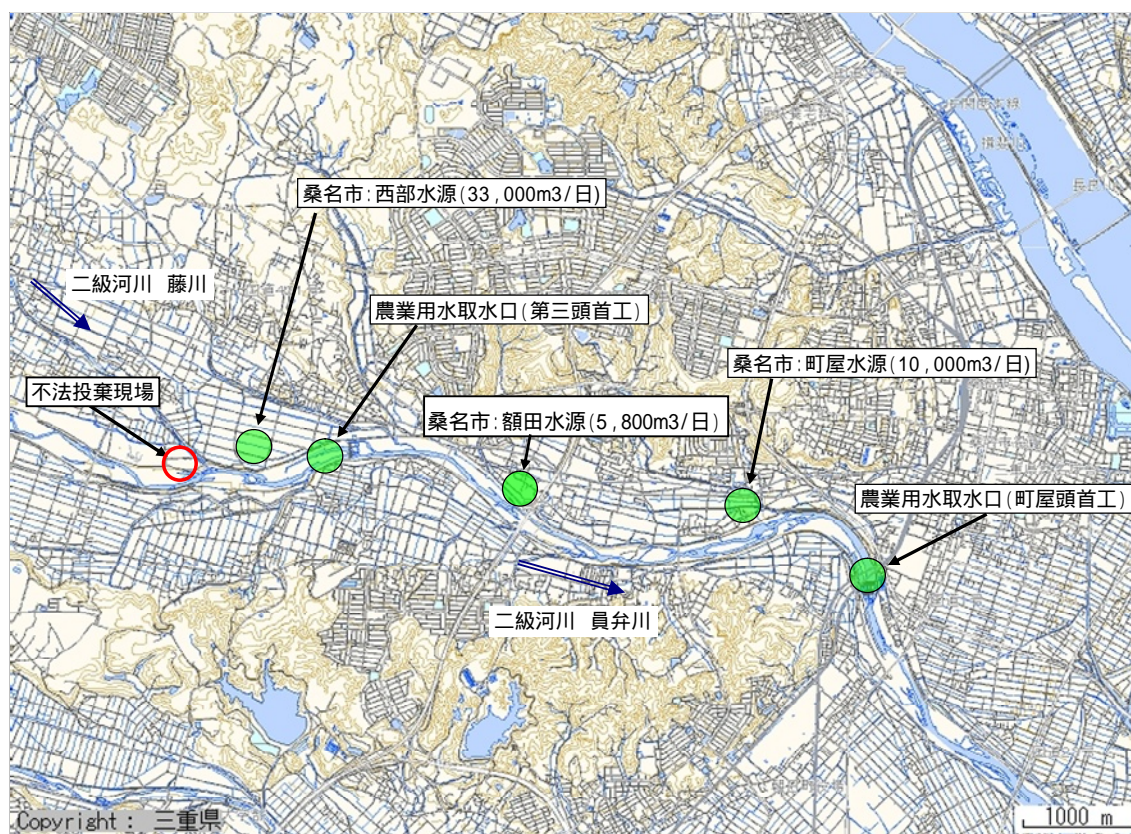 桑名市:西部水源(33,000m3/日)
二級河川 藤川
農業用水取水口(第三頭首工)
桑名市:町屋水源(10,000m3/日)
不法投棄現場
桑名市:額田水源(5,800m3/日)
農業用水取水口(町屋頭首工)
二級河川 員弁川
Copyright : 三重県
1000 m